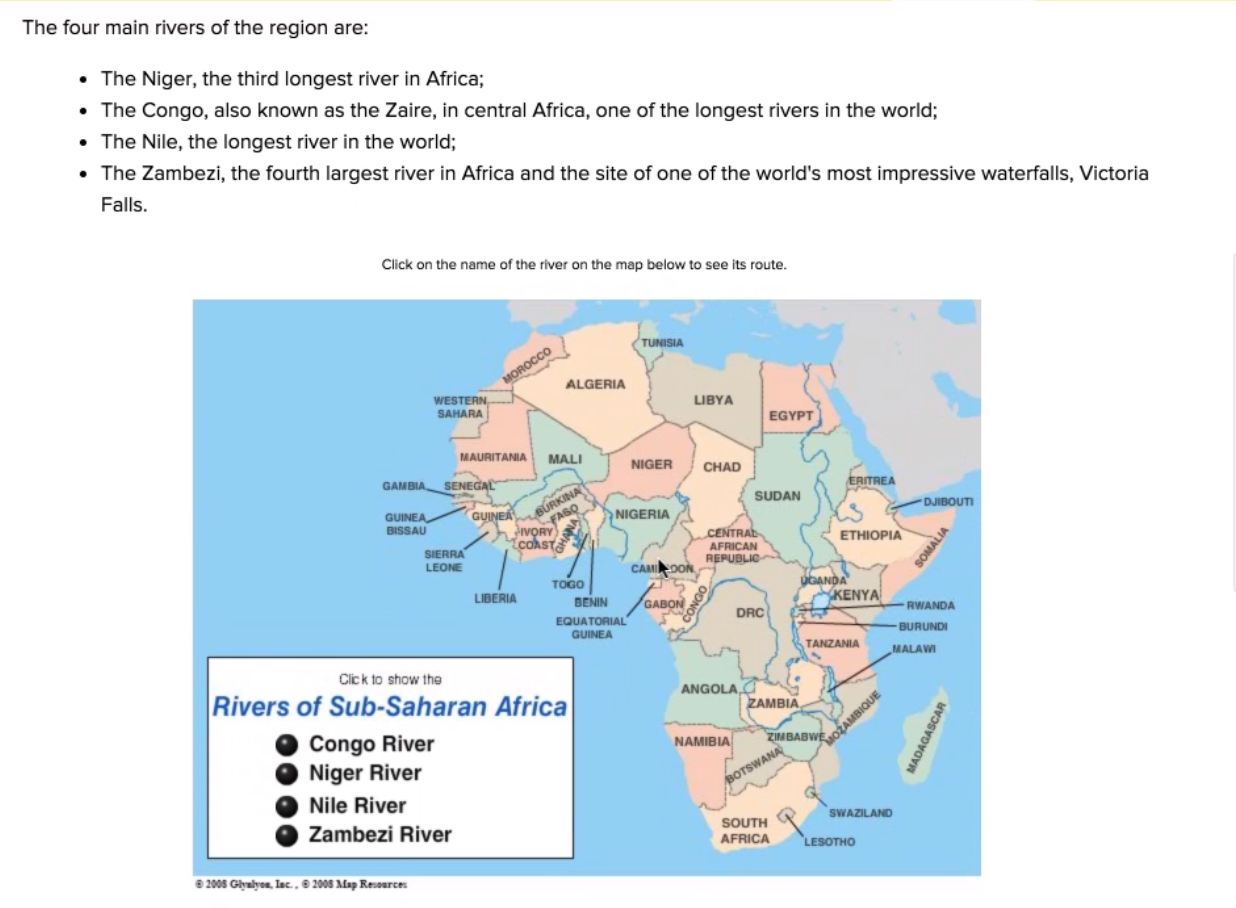 The four main rivers of the region are:
• The Niger, the third longest river in Africa;
• The Congo, also known as the Zaire, in central Africa, one of the longest rivers in the world;
• The Nile, the longest river in the world;
• The Zambezi, the fourth largest river in Africa and the site of one of the world's most impressive waterfalls, Victoria
Falls.
Click on the name of the river on the map below to see its route.
TUNISIA
MOROCCO
ALGERIA
WESTERN
SAHARA
LIBYA
EGYPT
MAURITANIA
MALI
NIGER
CHAD
GAMBIA
SENEGAL
SUDAN
ERITREA
DJIBOUTI
GUINEA
BISSAU
GUINEA
BURKINA
FASO
NIGERIA
IVORY
COAST
GHANA
CENTRAL
AFRICAN
REPUBLIC
ETHIOPIA
SOMALIA
SIERRA
LEONE
LIBERIA
TOGO
BENIN
EQUATORIAL
GUINEA
GABON
CONGO
DRC
UGANDA
KENYA
RWANDA
BURUNDI
TANZANIA
MALAWI
ANGOLA
ZAMBIA
MOZAMBIQUE
MADAGASCAR
NAMIBIA
ZIMBABWE
BOTSWANA
SOUTH
AFRICA
SWAZILAND
LESOTHO
Click to show the
Rivers of Sub-Saharan Africa
Congo River
Niger River
Nile River
Zambezi River
© 2008 Glynlyon, Inc., © 2008 Map Resources